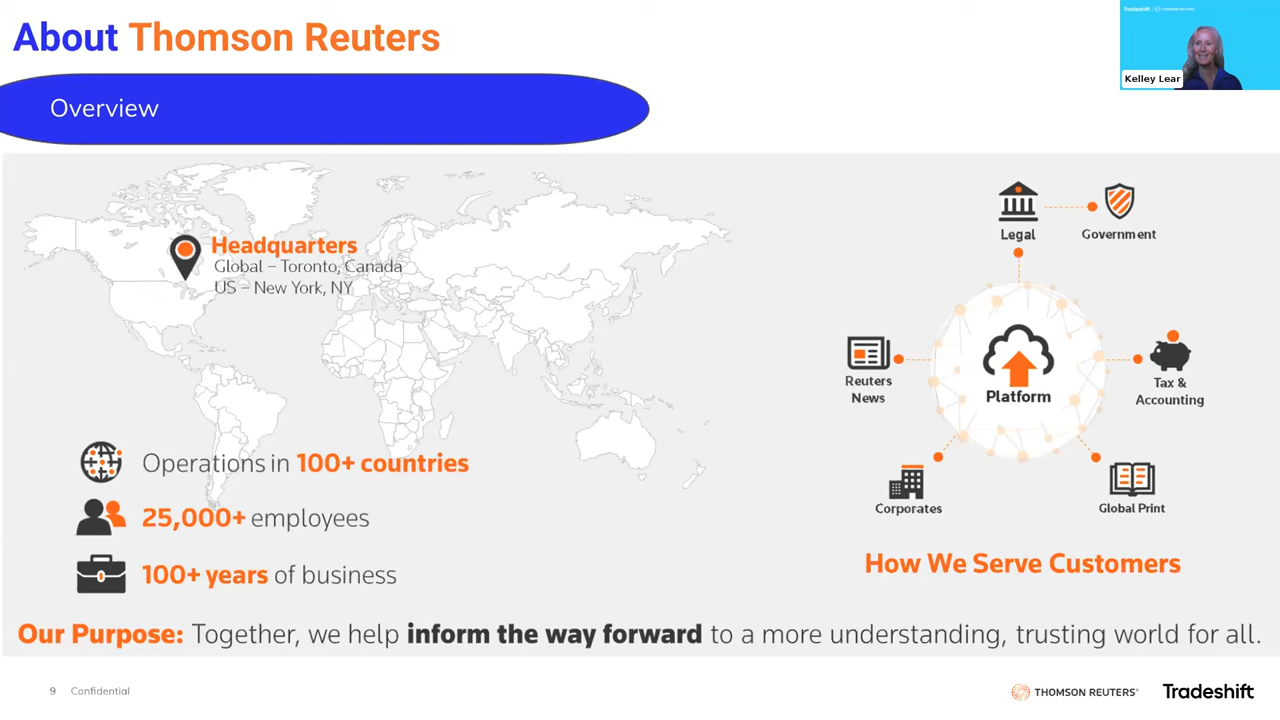 About Thomson Reuters
Tradeshift
THOMSON REUTERS
Kelley Lear
Overview
Headquarters
Global – Toronto, Canada
US – New York, NY
Operations in 100+ countries
25,000+ employees
100+ years of business
Legal
Government
Reuters
News
Platform
Tax &
Accounting
Corporates
Global Print
How We Serve Customers
Our Purpose: Together, we help inform the way forward to a more understanding, trusting world for all.
9 Confidential
THOMSON REUTERS®
Tradeshift